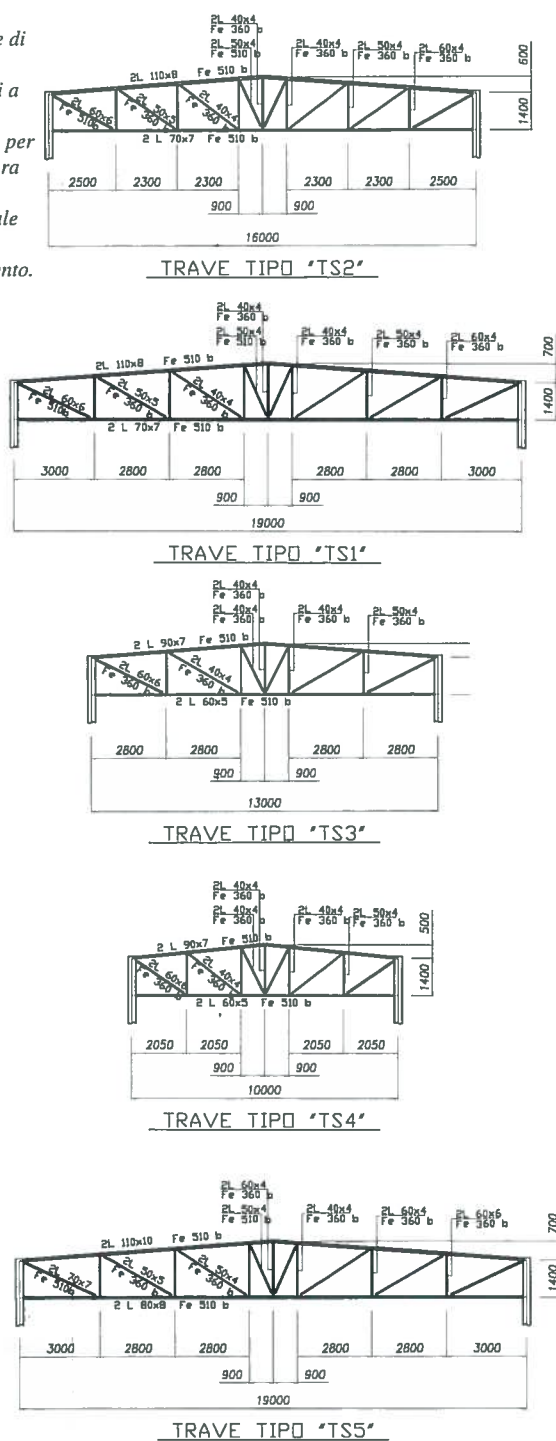 e di
i a
per
ra
ale
ento.
2L 40x4
Fe 360 b
2L 50x4
Fe 510 b
2L 40x4
Fe 360 b
2L 50x4
Fe 360 b
2L 60x4
Fe 360 b
2L 110x8 Fe 510 b
600
1400
2L 60x6
Fe 510b
2L 50x5
Fe 360 b
2L 40x4
Fe 360 b
2 L 70x7 Fe 510 b
2500 2300 2300 2300 2300 2500
900 900
16000
TRAVE TIPO "TS2"
2L 40x4
Fe 360 b
2L 50x4
Fe 510 b
2L 40x4
Fe 360 b
2L 50x4
Fe 360 b
2L 60x4
Fe 360 b
2L 110x8 Fe 510 b
700
1400
2L 60x6
Fe 510b
2L 50x5
Fe 360 b
2L 40x4
Fe 360 b
2 L 70x7 Fe 510 b
3000 2800 2800 2800 2800 3000
900 900
19000
TRAVE TIPO "TS1"
2L 40x4
Fe 360 b
2L 40x4
Fe 360 b
2L 40x4
Fe 360 b
2L 50x4
Fe 360 b
2 L 90x7 Fe 510 b
2L 60x6
Fe 360 b
2L 40x4
Fe 360 b
2 L 60x5 Fe 510 b
2800 2800 2800 2800
900 900
13000
TRAVE TIPO "TS3"
2L 40x4
Fe 360 b
2L 40x4
Fe 360 b
2L 40x4
Fe 360 b
2L 50x4
Fe 360 b
2 L 90x7 Fe 510 b
500
1400
2L 60x6
Fe 360 b
2L 40x4
Fe 360 b
2 L 60x5 Fe 510 b
2050 2050 2050 2050
900 900
10000
TRAVE TIPO "TS4"
2L 60x4
Fe 360 b
2L 50x4
Fe 510 b
2L 40x4
Fe 360 b
2L 60x4
Fe 360 b
2L 60x6
Fe 360 b
2L 110x10 Fe 510 b
700
1400
2L 70x7
Fe 510b
2L 50x5
Fe 360 b
2L 50x4
Fe 360 b
2 L 80x8 Fe 510 b
3000 2800 2800 2800 2800 3000
900 900
19000
TRAVE TIPO "TS5"